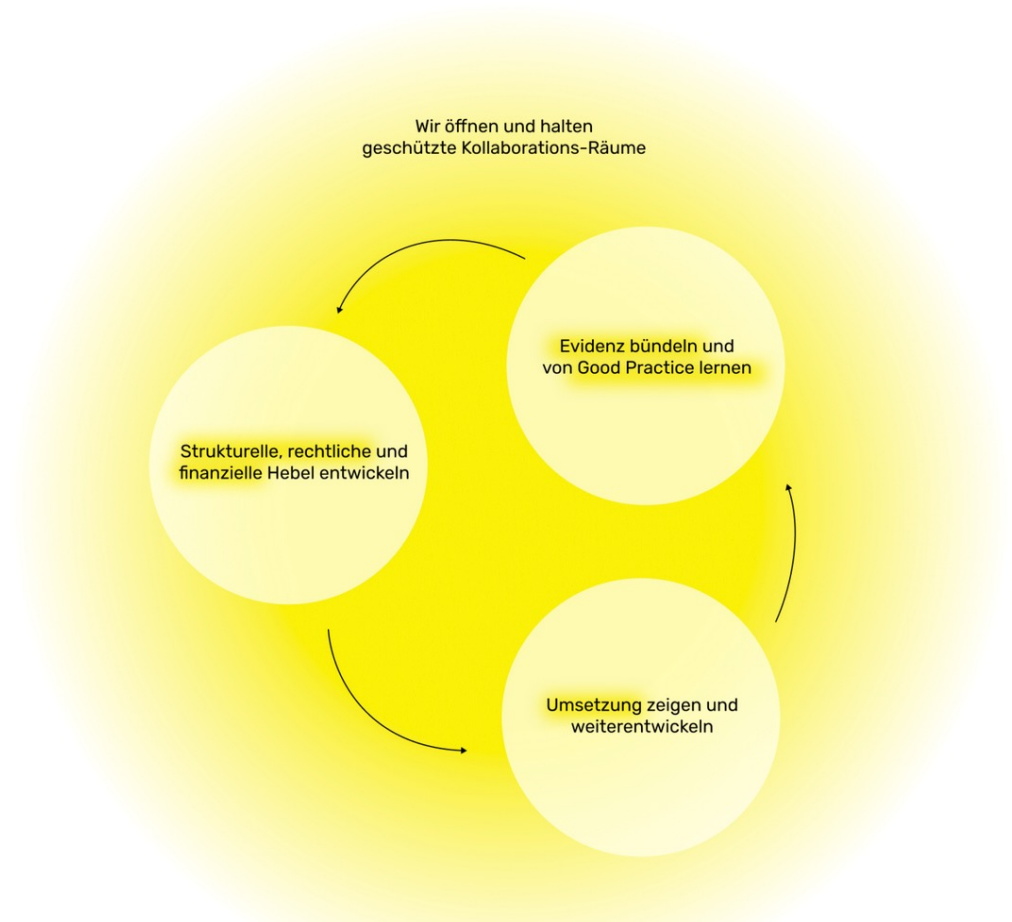 Wir öffnen und halten
geschützte Kollaborations-Räume
Evidenz bündeln und
von Good Practice lernen
Strukturelle, rechtliche und
finanzielle Hebel entwickeln
Umsetzung zeigen und
weiterentwickeln